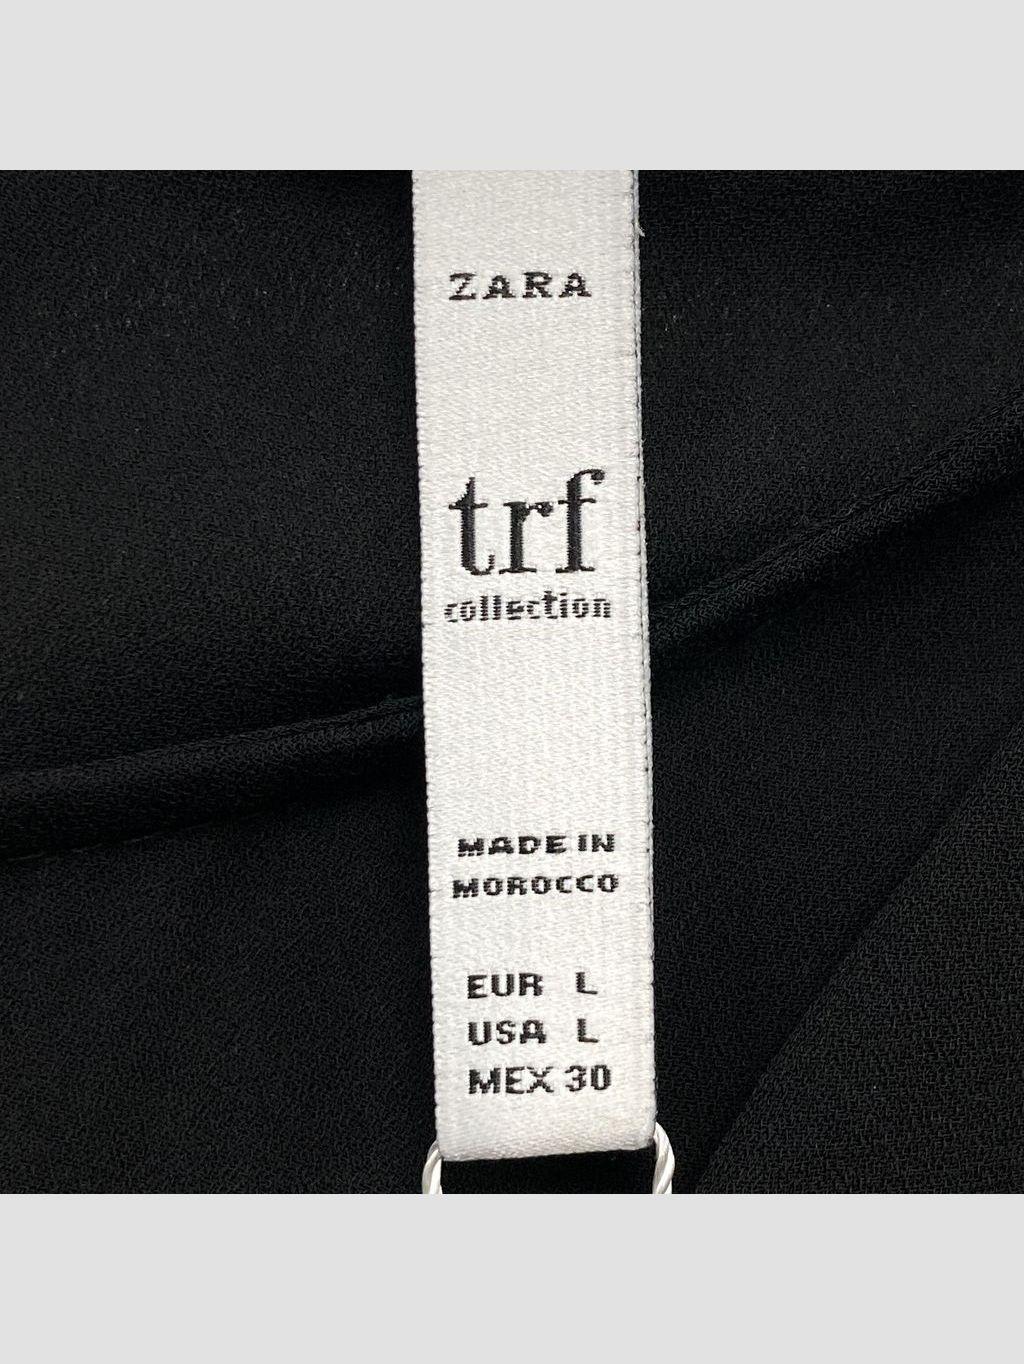 ZARA
trf
collection
MADE IN
MOROCCO
EUR L
USA L
MEX 30